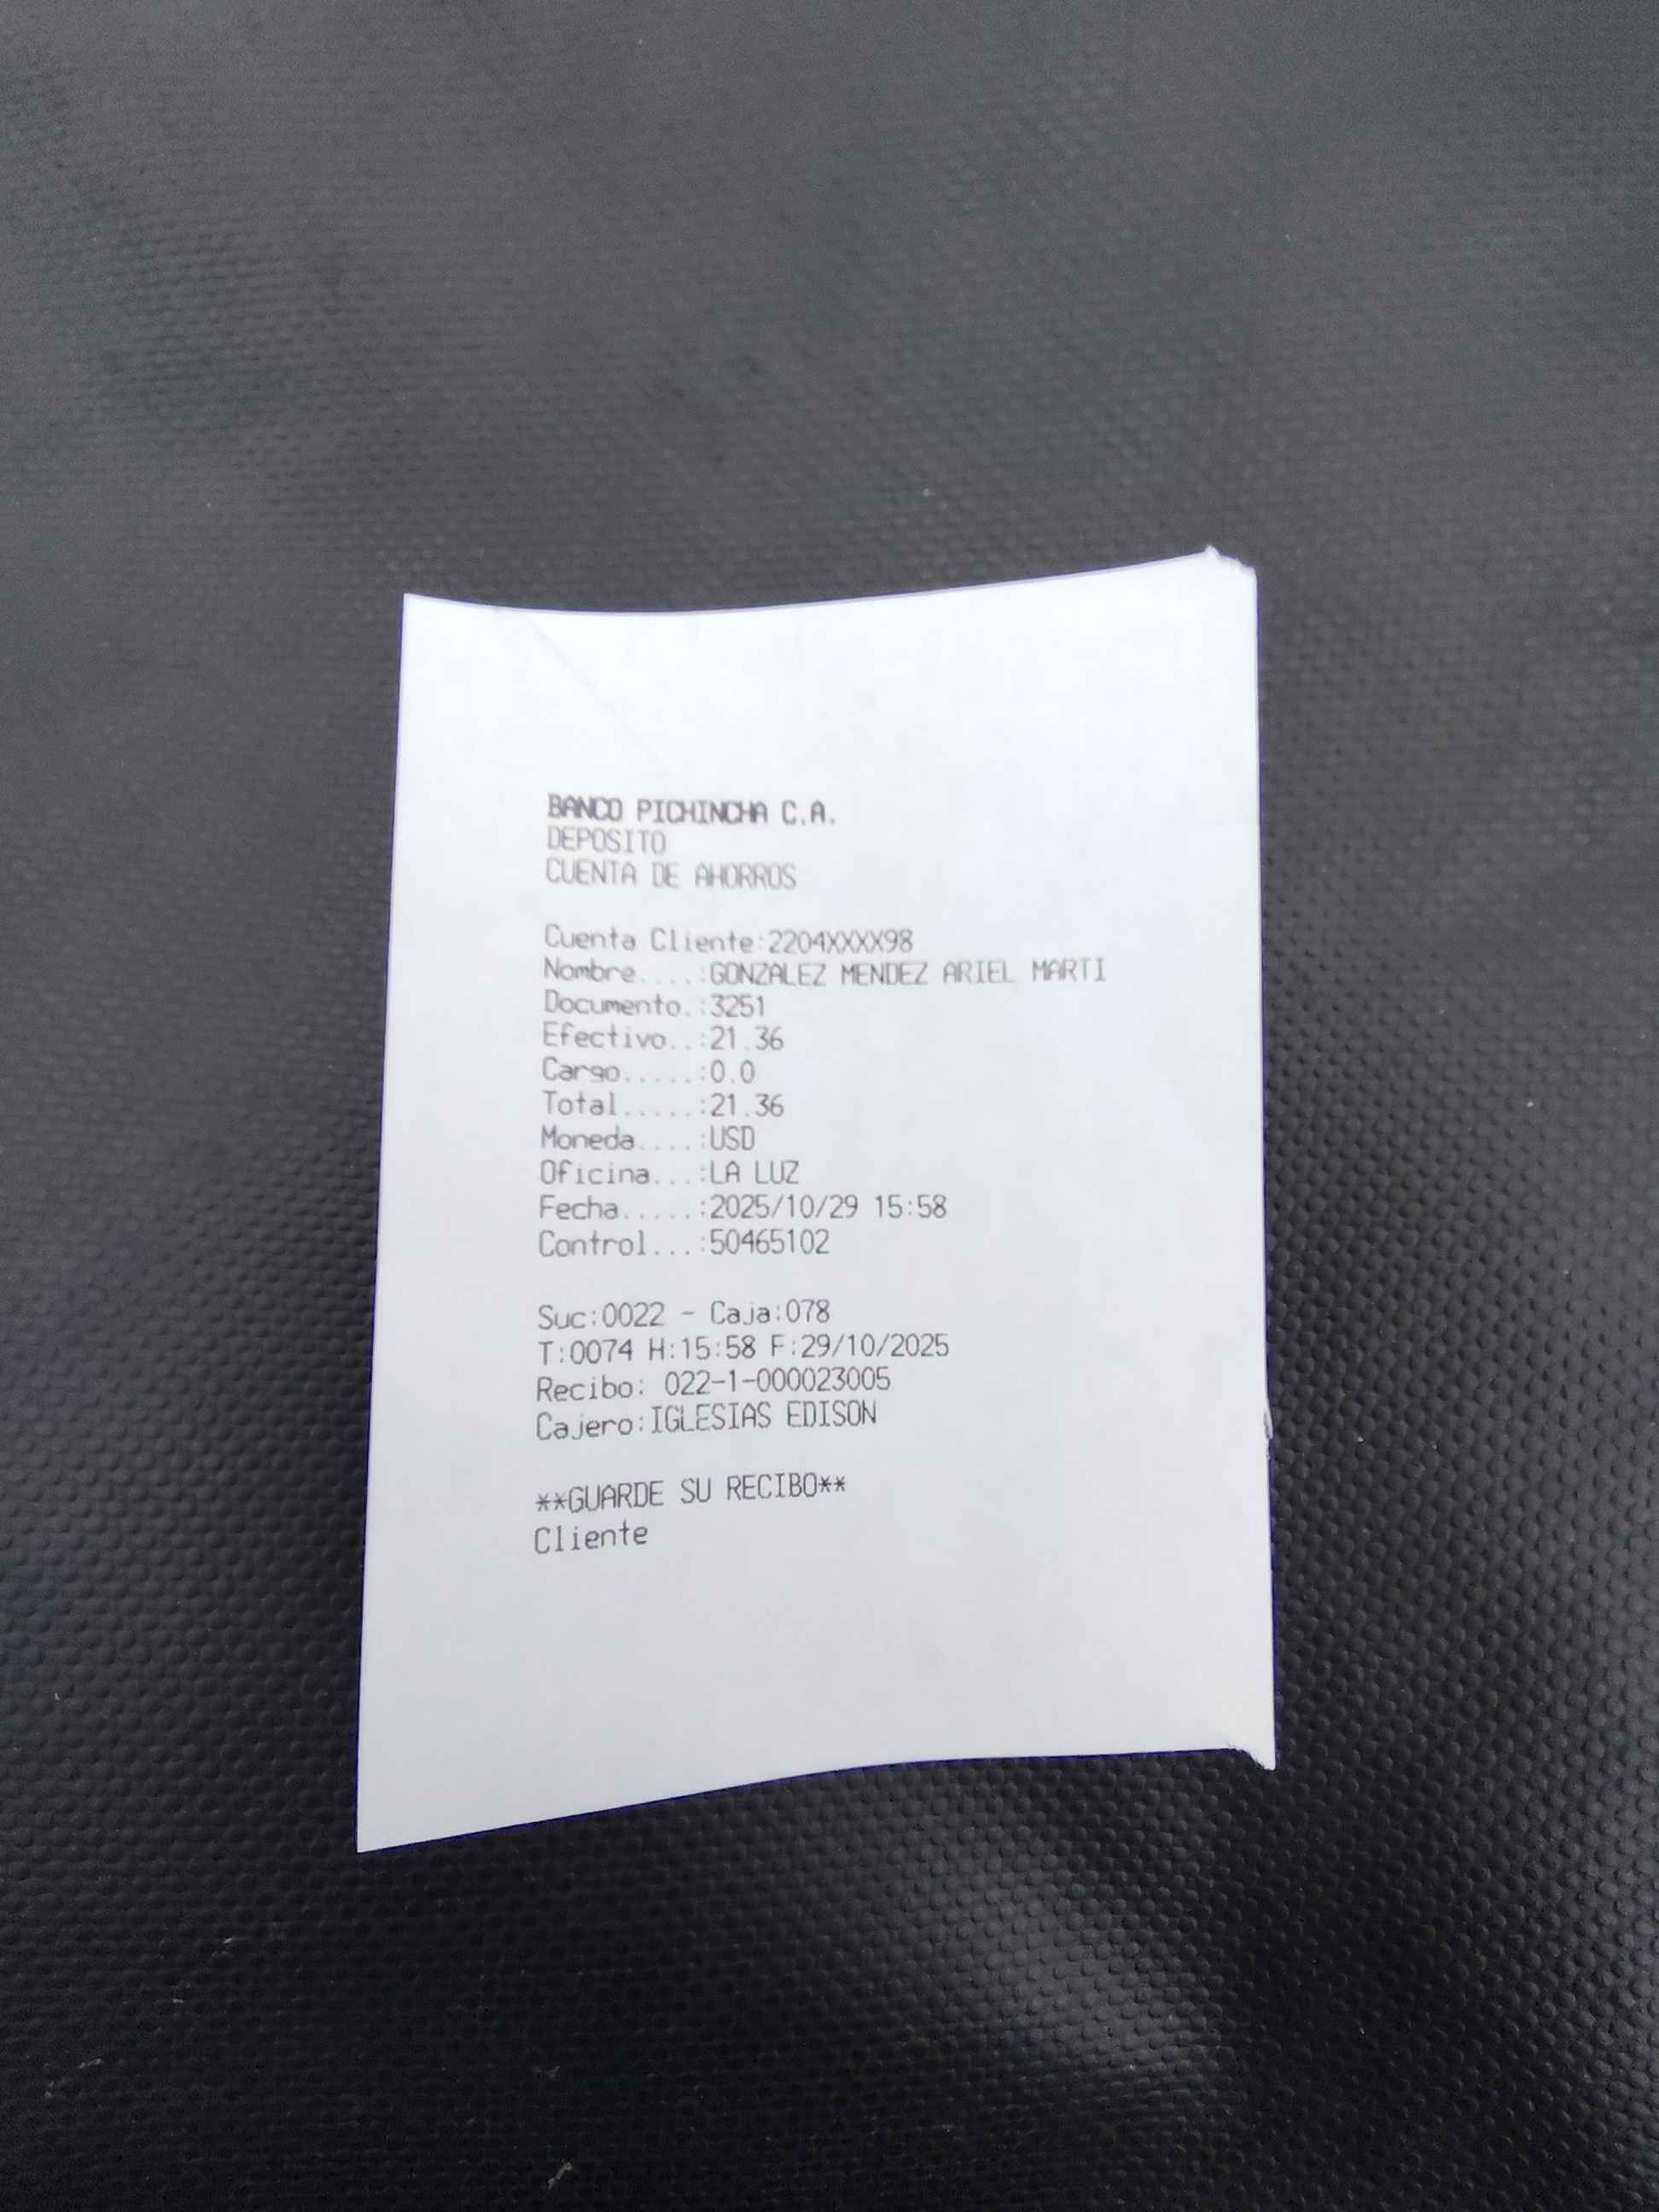 BANCO PICHINCHA C.A.
DEPOSITO
CUENTA DE AHORROS
Cuenta Cliente:2204XXXX98
Nombre....:GONZALEZ MENDEZ ARIEL MARTI
Documento.:3251
Efectivo..:21.36
Cargo.....:0.0
Total.....:21.36
Moneda....:USD
Oficina...:LA LUZ
Fecha.....:2025/10/29 15:58
Control...:50465102
Suc:0022 - Caja:078
T:0074 H:15:58 F:29/10/2025
Recibo: 022-1-000023005
Cajero:IGLESIAS EDISON
**GUARDE SU RECIBO**
Cliente